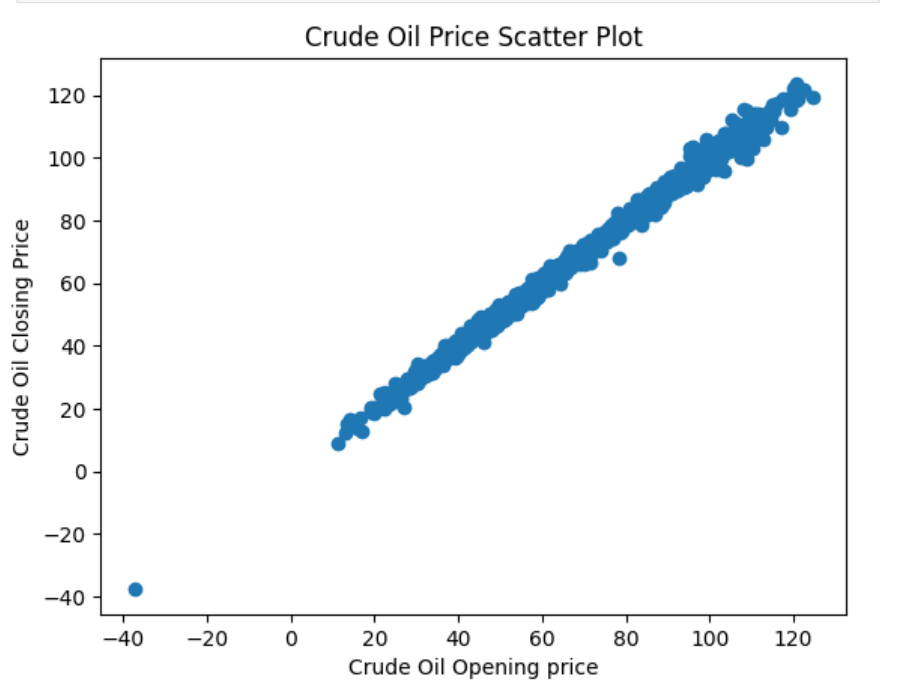 Crude Oil Price Scatter Plot
120
100
80
60
40
20
0
−20
−40
Crude Oil Closing Price
−40 −20 0 20 40 60 80 100 120
Crude Oil Opening price